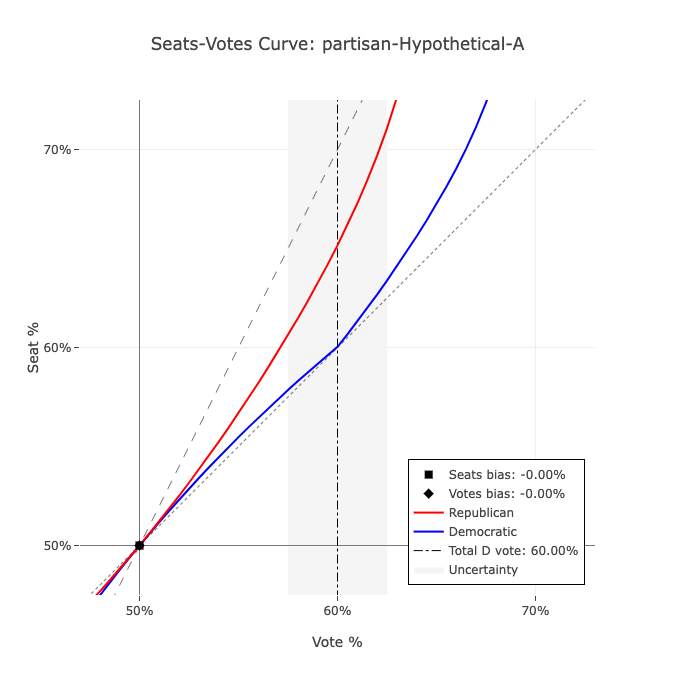 Seats-Votes Curve: partisan-Hypothetical-A
70%
60%
50%
Seat %
Seats bias: -0.00%
Votes bias: -0.00%
Republican
Democratic
Total D vote: 60.00%
Uncertainty
50%
60%
70%
Vote %